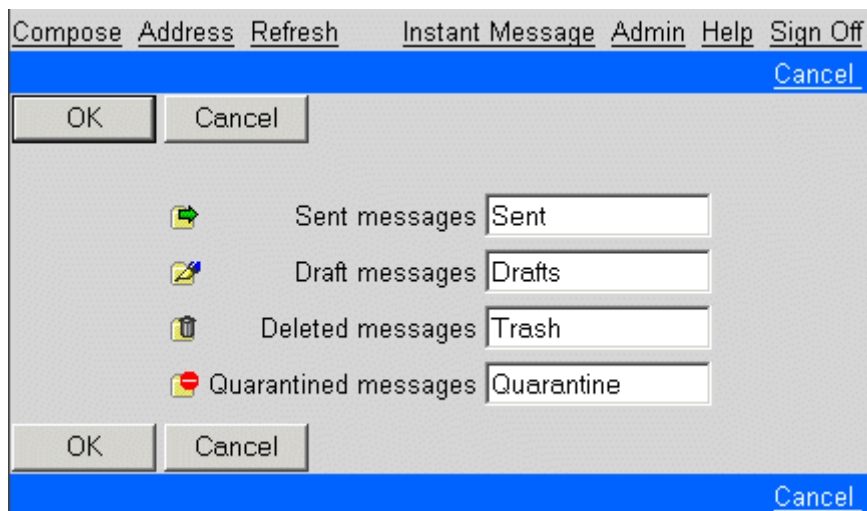 Compose Address Refresh Instant Message Admin Help Sign Off
Cancel
OK Cancel
Sent messages Sent
Draft messages Drafts
Deleted messages Trash
Quarantined messages Quarantine
OK Cancel
Cancel